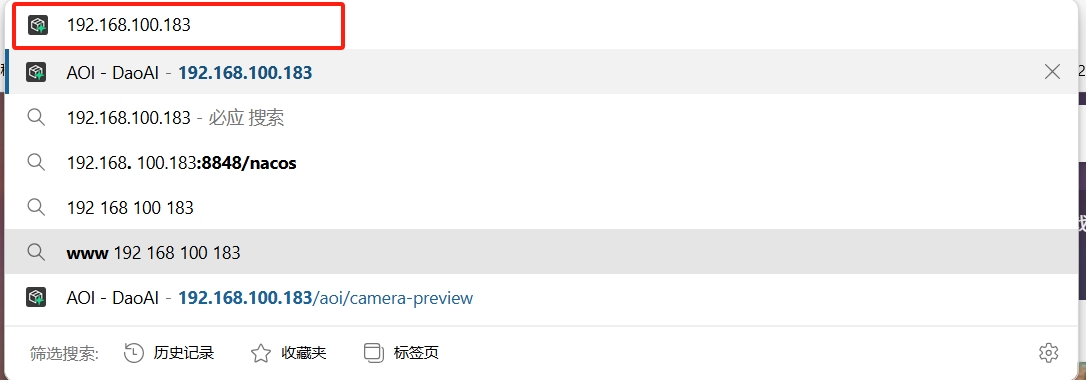 192.168.100.183
AOI - DaoAI - 192.168.100.183
192.168.100.183 - 必应 搜索
192.168. 100.183:8848/nacos
192 168 100 183
www 192 168 100 183
AOI - DaoAI - 192.168.100.183/aoi/camera-preview
筛选搜索: 历史记录 收藏夹 标签页